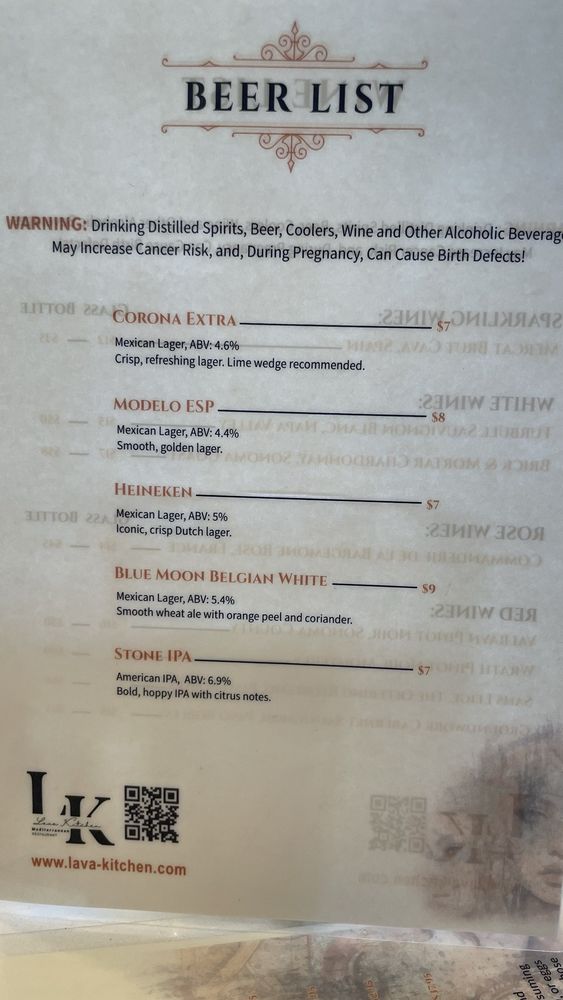 BEER LIST
WARNING: Drinking Distilled Spirits, Beer, Coolers, Wine and Other Alcoholic Beverage
May Increase Cancer Risk, and, During Pregnancy, Can Cause Birth Defects!
CORONA EXTRA $7
Mexican Lager, ABV: 4.6%
Crisp, refreshing lager. Lime wedge recommended.
MODELO ESP $8
Mexican Lager, ABV: 4.4%
Smooth, golden lager.
HEINEKEN $7
Mexican Lager, ABV: 5%
Iconic, crisp Dutch lager.
BLUE MOON BELGIAN WHITE $9
Mexican Lager, ABV: 5.4%
Smooth wheat ale with orange peel and coriander.
STONE IPA $7
American IPA, ABV: 6.9%
Bold, hoppy IPA with citrus notes.
LK
Lava Kitchen
Mediterranean
RESTAURANT
www.lava-kitchen.com